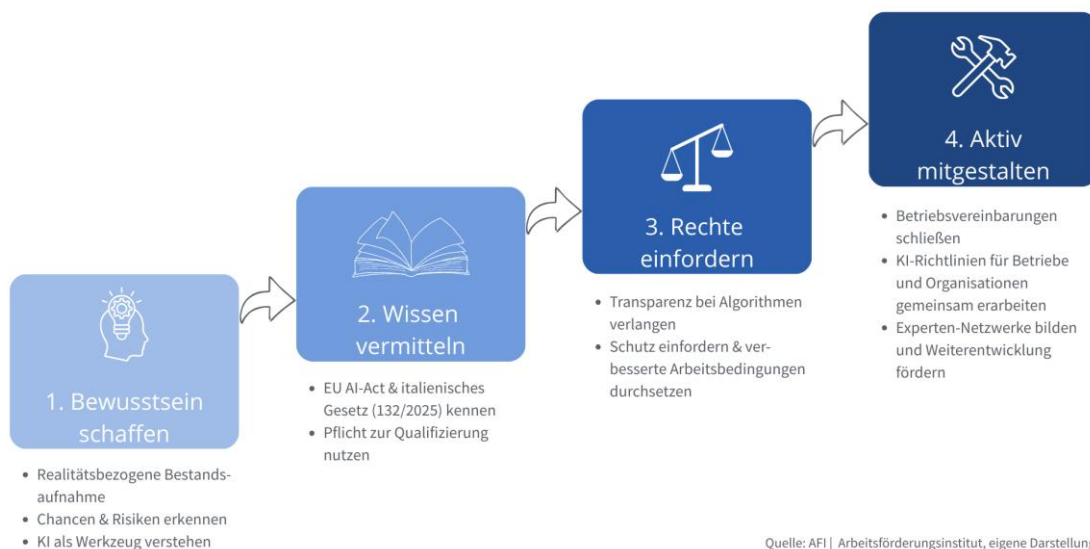 1. Bewusstsein
schaffen
• Realitätsbezogene Bestands-
aufnahme
• Chancen & Risiken erkennen
• KI als Werkzeug verstehen
2. Wissen
vermitteln
• EU AI-Act & italienisches
Gesetz (132/2025) kennen
• Pflicht zur Qualifizierung
nutzen
3. Rechte
einfordern
• Transparenz bei Algorithmen
verlangen
• Schutz einfordern & ver-
besserte Arbeitsbedingungen
durchsetzen
4. Aktiv
mitgestalten
• Betriebsvereinbarungen
schließen
• KI-Richtlinien für Betriebe
und Organisationen
gemeinsam erarbeiten
• Experten-Netzwerke bilden
und Weiterentwicklung
fördern
Quelle: AFI | Arbeitsförderungsinstitut, eigene Darstellung